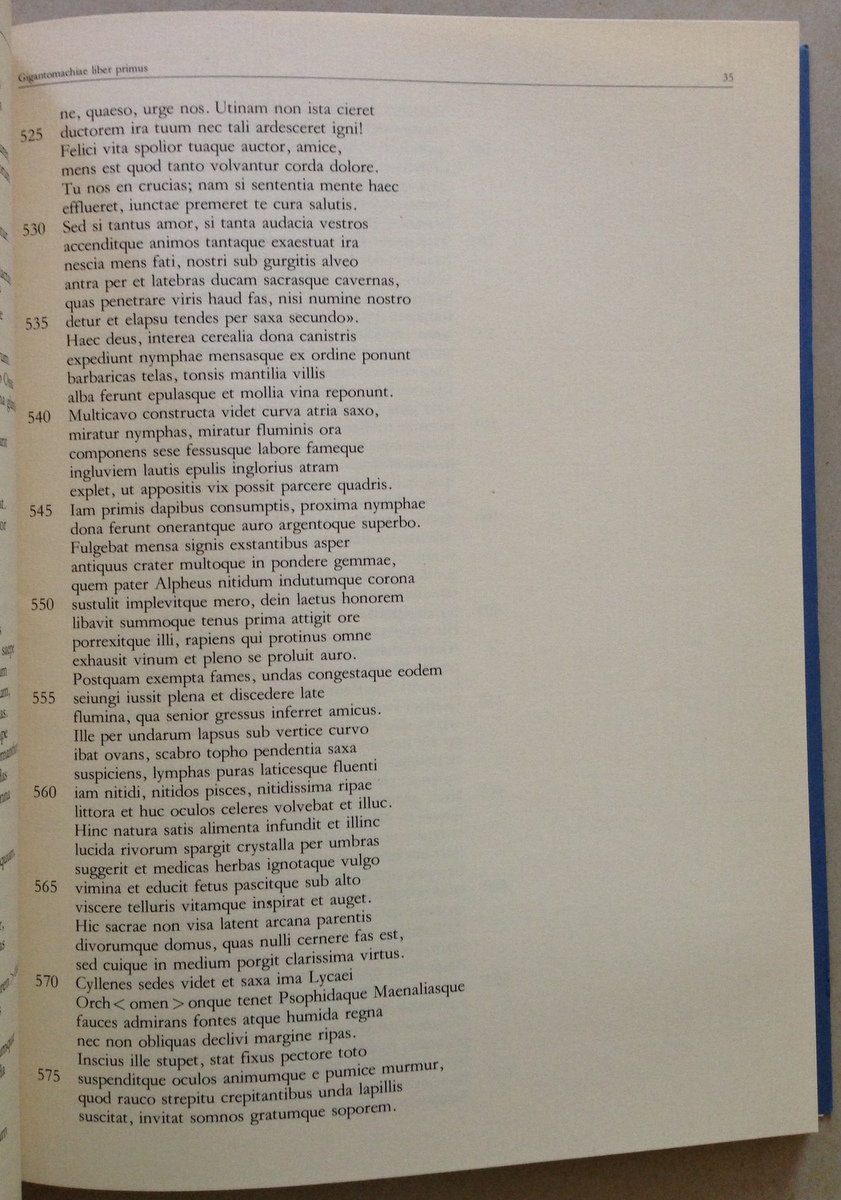 Gigantomachiae liber primus 35
ne, quaeso, urge nos. Utinam non ista cieret
525 ductorem ira tuum nec tali ardesceret igni!
Felici vita spolior tuaque auctor, amice,
mens est quod tanto volvantur corda dolore.
Tu nos en crucias; nam si sententia mente haec
efflueret, iunctae premeret te cura salutis.
530 Sed si tantus amor, si tanta audacia vestros
accenditque animos tantaque exaestuat ira
nescia mens fati, nostri sub gurgitis alveo
antra per et latebras ducam sacrasque cavernas,
quas penetrare viris haud fas, nisi numine nostro
535 detur et elapsu tendes per saxa secundo».
Haec deus, interea cerealia dona canistris
expediunt nymphae mensasque ex ordine ponunt
barbaricas telas, tonsis mantilia villis
alba ferunt epulasque et mollia vina reponunt.
540 Multicavo constructa videt curva atria saxo,
miratur nymphas, miratur fluminis ora
componens sese fessusque labore fameque
ingluviem lautis epulis inglorius atram
explet, ut appositis vix possit parcere quadris.
545 Iam primis dapibus consumptis, proxima nymphae
dona ferunt onerantque auro argentoque superbo.
Fulgebat mensa signis exstantibus asper
antiquus crater multoque in pondere gemmae,
quem pater Alpheus nitidum indutumque corona
550 sustulit implevitque mero, dein laetus honorem
libavit summoque tenus prima attigit ore
porrexitque illi, rapiens qui protinus omne
exhausit vinum et pleno se proluit auro.
Postquam exempta fames, undas congestaque eodem
555 seiungi iussit plena et discedere late
flumina, qua senior gressus inferret amicus.
Ille per undarum lapsus sub vertice curvo
ibat ovans, scabro topho pendentia saxa
suspiciens, lymphas puras laticesque fluenti
560 iam nitidi, nitidos pisces, nitidissima ripae
littora et huc oculos celeres volvebat et illuc.
Hinc natura satis alimenta infundit et illinc
lucida rivorum spargit crystalla per umbras
suggerit et medicas herbas ignotaque vulgo
565 vimina et educit fetus pascitque sub alto
viscere telluris vitamque inspirat et auget.
Hic sacrae non visa latent arcana parentis
divorumque domus, quas nulli cernere fas est,
sed cuique in medium porgit clarissima virtus.
570 Cyllenes sedes videt et saxa ima Lycaei
Orch< omen > onque tenet Psophidaque Maenaliasque
fauces admirans fontes atque humida regna
nec non obliquas declivi margine ripas.
Inscius ille stupet, stat fixus pectore toto
575 suspenditque oculos animumque e pumice murmur,
quod rauco strepitu crepitantibus unda lapillis
suscitat, invitat somnos gratumque soporem.